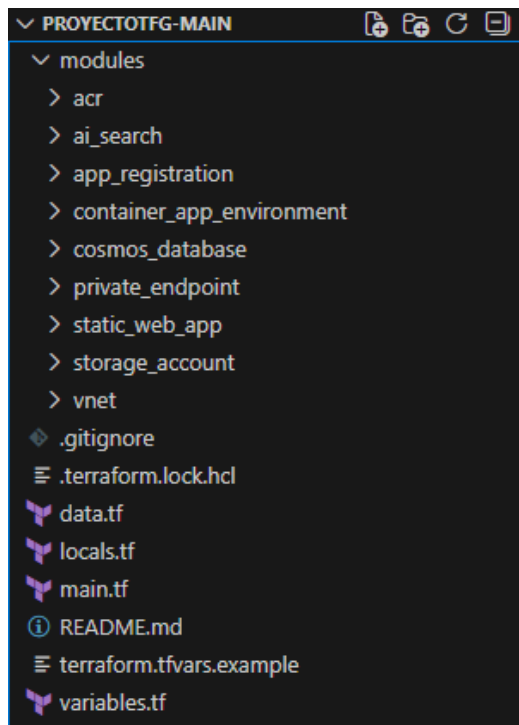 PROYECTOTFG-MAIN
modules
acr
ai_search
app_registration
container_app_environment
cosmos_database
private_endpoint
static_web_app
storage_account
vnet
.gitignore
.terraform.lock.hcl
data.tf
locals.tf
main.tf
README.md
terraform.tfvars.example
variables.tf